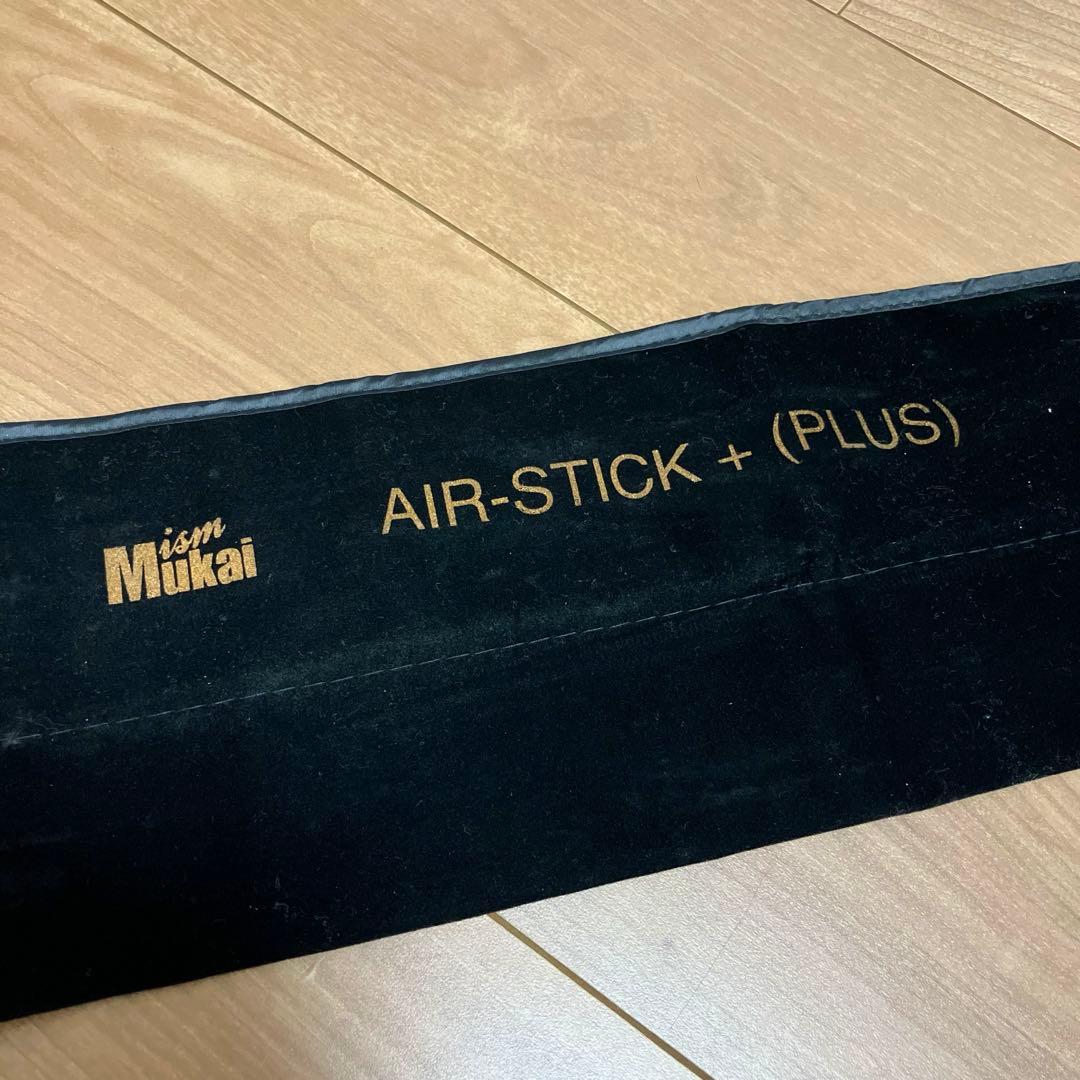 ism
Mukai
AIR-STICK + (PLUS)